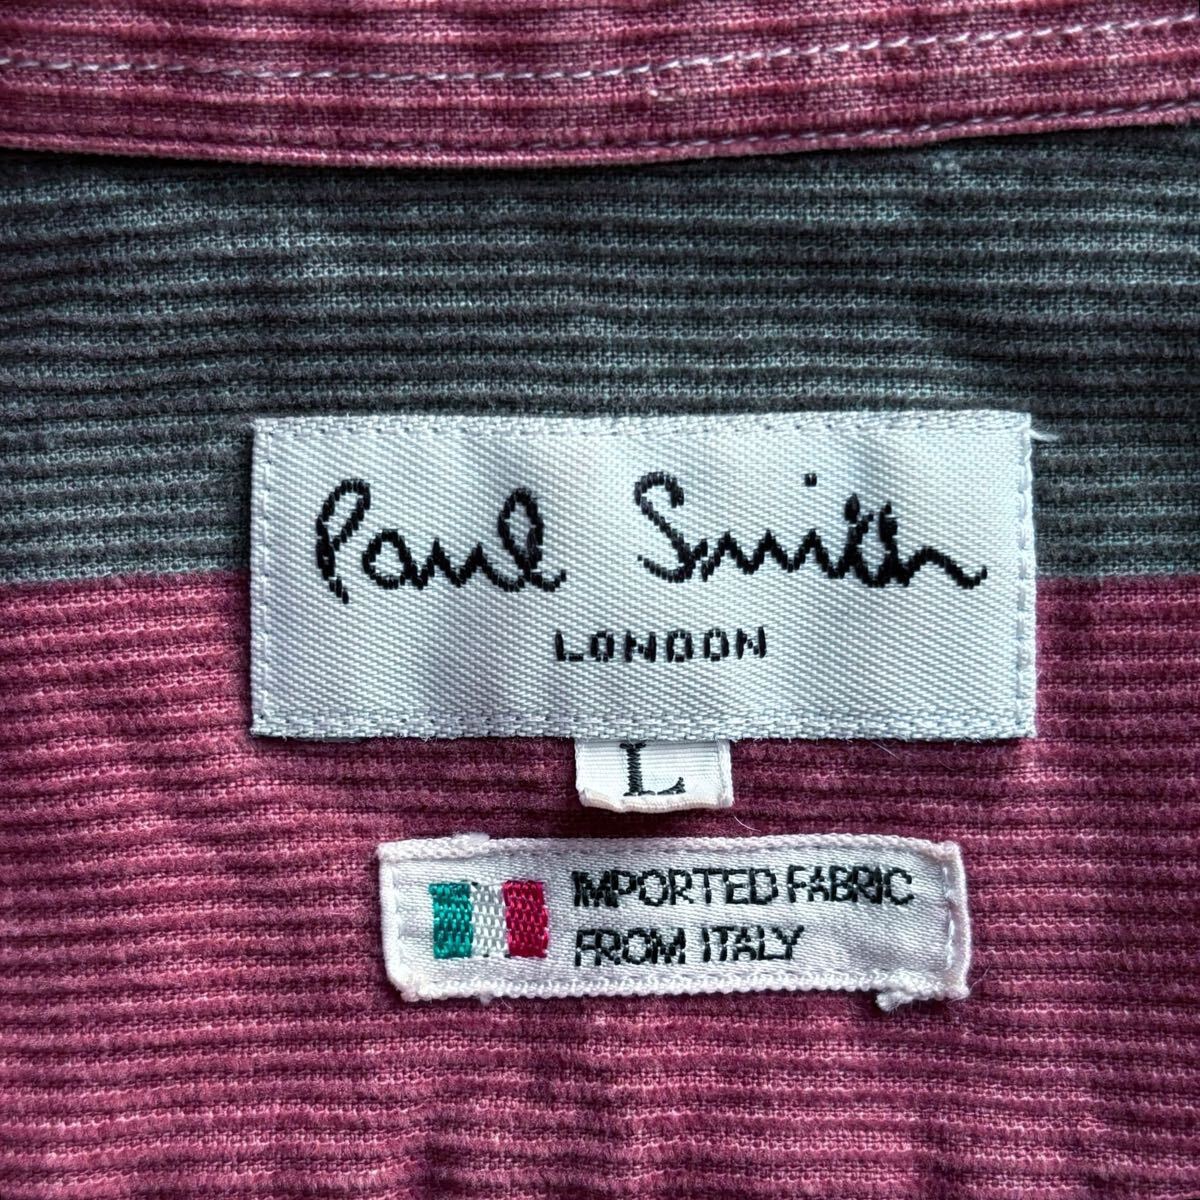 Paul Smith
LONDON
L
IMPORTED FABRIC
FROM ITALY